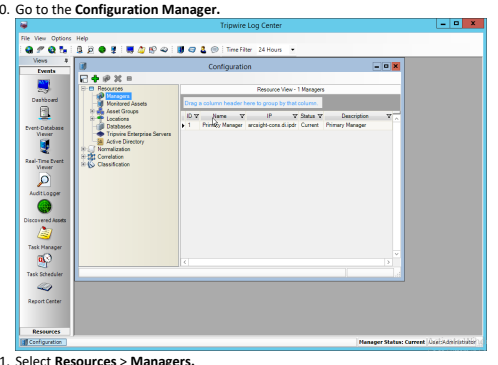 0. Go to the Configuration Manager.
Tripwire Log Center
File View Options Help
Time Filter 24 Hours
Views
Events
Dashboard
Event-Database Viewer
Real-Time Event Viewer
AuditLogger
Discovered Assets
Task Manager
Task Scheduler
Report Center
Resources
Configuration
Resources
Managers
Monitored Assets
Asset Groups
Locations
Databases
Tripwire Enterprise Servers
Active Directory
Normalization
Correlation
Classification
Resource View - 1 Managers
Drag a column header here to group by that column
ID Name IP Status Description
1 Primary Manager arcsight-cons.di.ipdr Current Primary Manager
Configuration
Manager Status: Current User:Administrator
1. Select Resources > Managers.